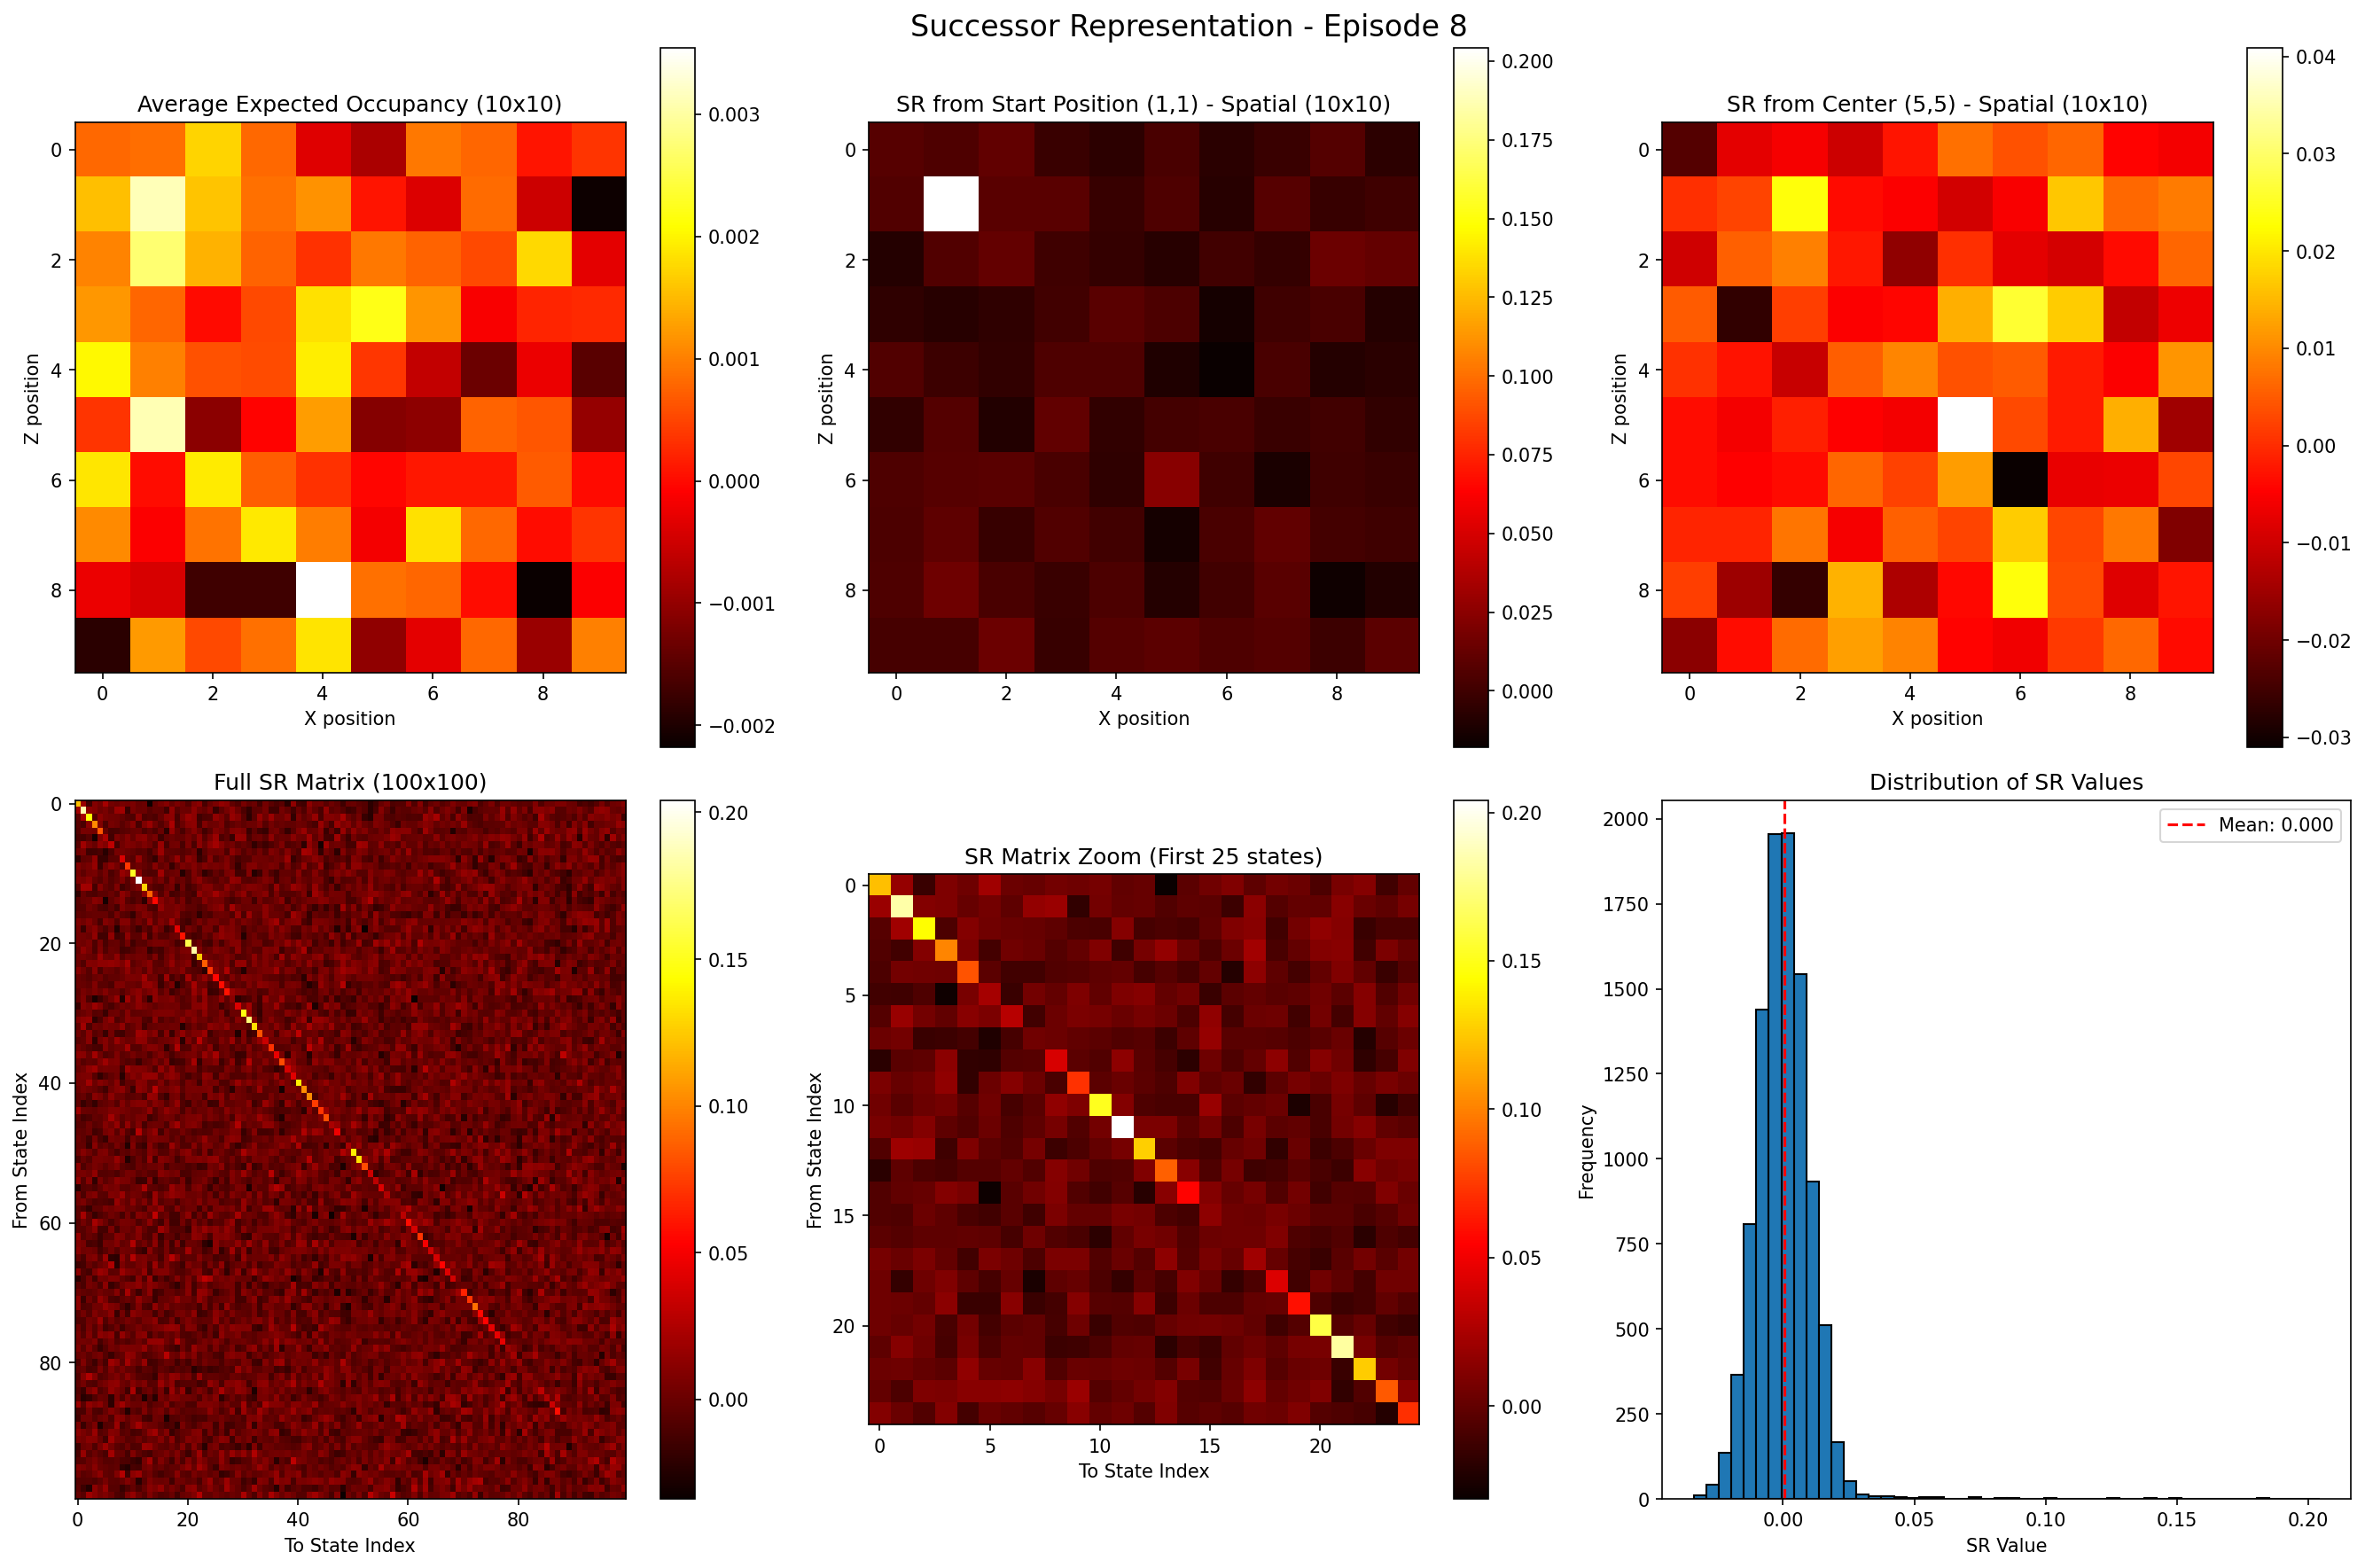 Successor Representation - Episode 8
Average Expected Occupancy (10x10)
Z position
0
2
4
6
8
0 2 4 6 8
X position
0.003
0.002
0.001
0.000
−0.001
−0.002
SR from Start Position (1,1) - Spatial (10x10)
Z position
0
2
4
6
8
0 2 4 6 8
X position
0.200
0.175
0.150
0.125
0.100
0.075
0.050
0.025
0.000
SR from Center (5,5) - Spatial (10x10)
Z position
0
2
4
6
8
0 2 4 6 8
X position
0.04
0.03
0.02
0.01
0.00
−0.01
−0.02
−0.03
Full SR Matrix (100x100)
From State Index
0
20
40
60
80
0 20 40 60 80
To State Index
0.20
0.15
0.10
0.05
0.00
SR Matrix Zoom (First 25 states)
From State Index
0
5
10
15
20
0 5 10 15 20
To State Index
0.20
0.15
0.10
0.05
0.00
Distribution of SR Values
Mean: 0.000
Frequency
2000
1750
1500
1250
1000
750
500
250
0
0.00 0.05 0.10 0.15 0.20
SR Value